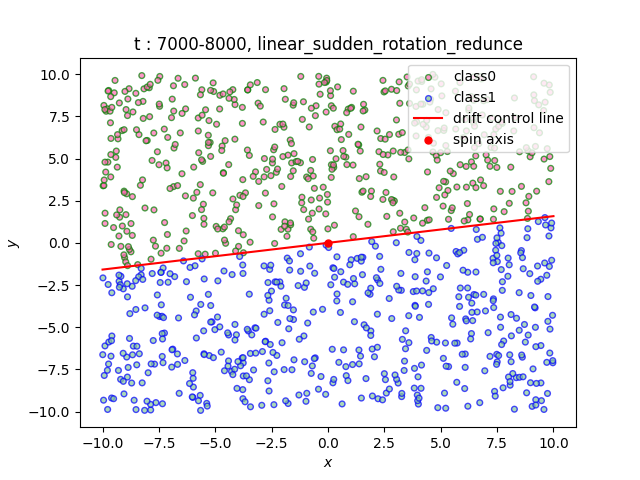 t : 7000-8000, linear_sudden_rotation_redunce
class0
class1
drift control line
spin axis
10.0
7.5
5.0
2.5
0.0
−2.5
−5.0
−7.5
−10.0
y
−10.0 −7.5 −5.0 −2.5 0.0 2.5 5.0 7.5 10.0
x